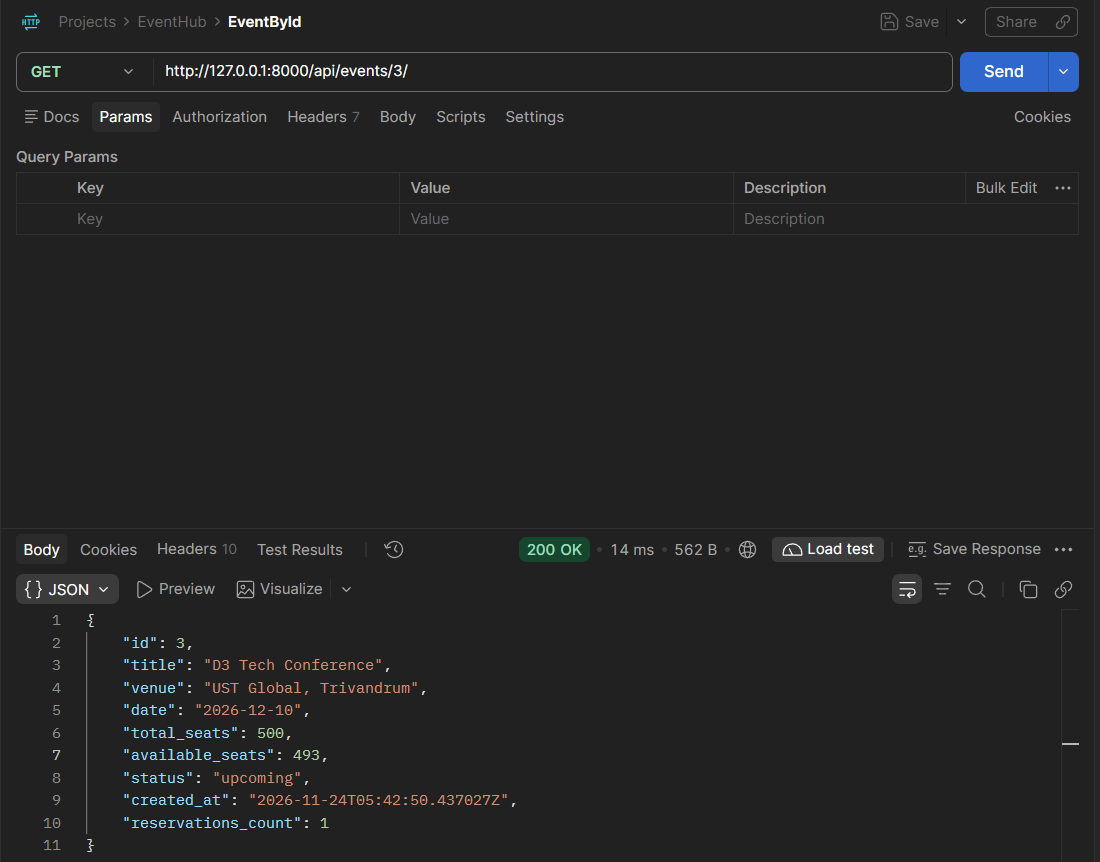 HTTP Projects > EventHub > EventById Save Share
GET http://127.0.0.1:8000/api/events/3/ Send
Docs Params Authorization Headers 7 Body Scripts Settings Cookies
Query Params
Key Value Description Bulk Edit
Key Value Description
Body Cookies Headers 10 Test Results 200 OK • 14 ms • 562 B • Load test e.g. Save Response
{} JSON Preview Visualize
1 {
2 "id": 3,
3 "title": "D3 Tech Conference",
4 "venue": "UST Global, Trivandrum",
5 "date": "2026-12-10",
6 "total_seats": 500,
7 "available_seats": 493,
8 "status": "upcoming",
9 "created_at": "2026-11-24T05:42:50.437027Z",
10 "reservations_count": 1
11 }